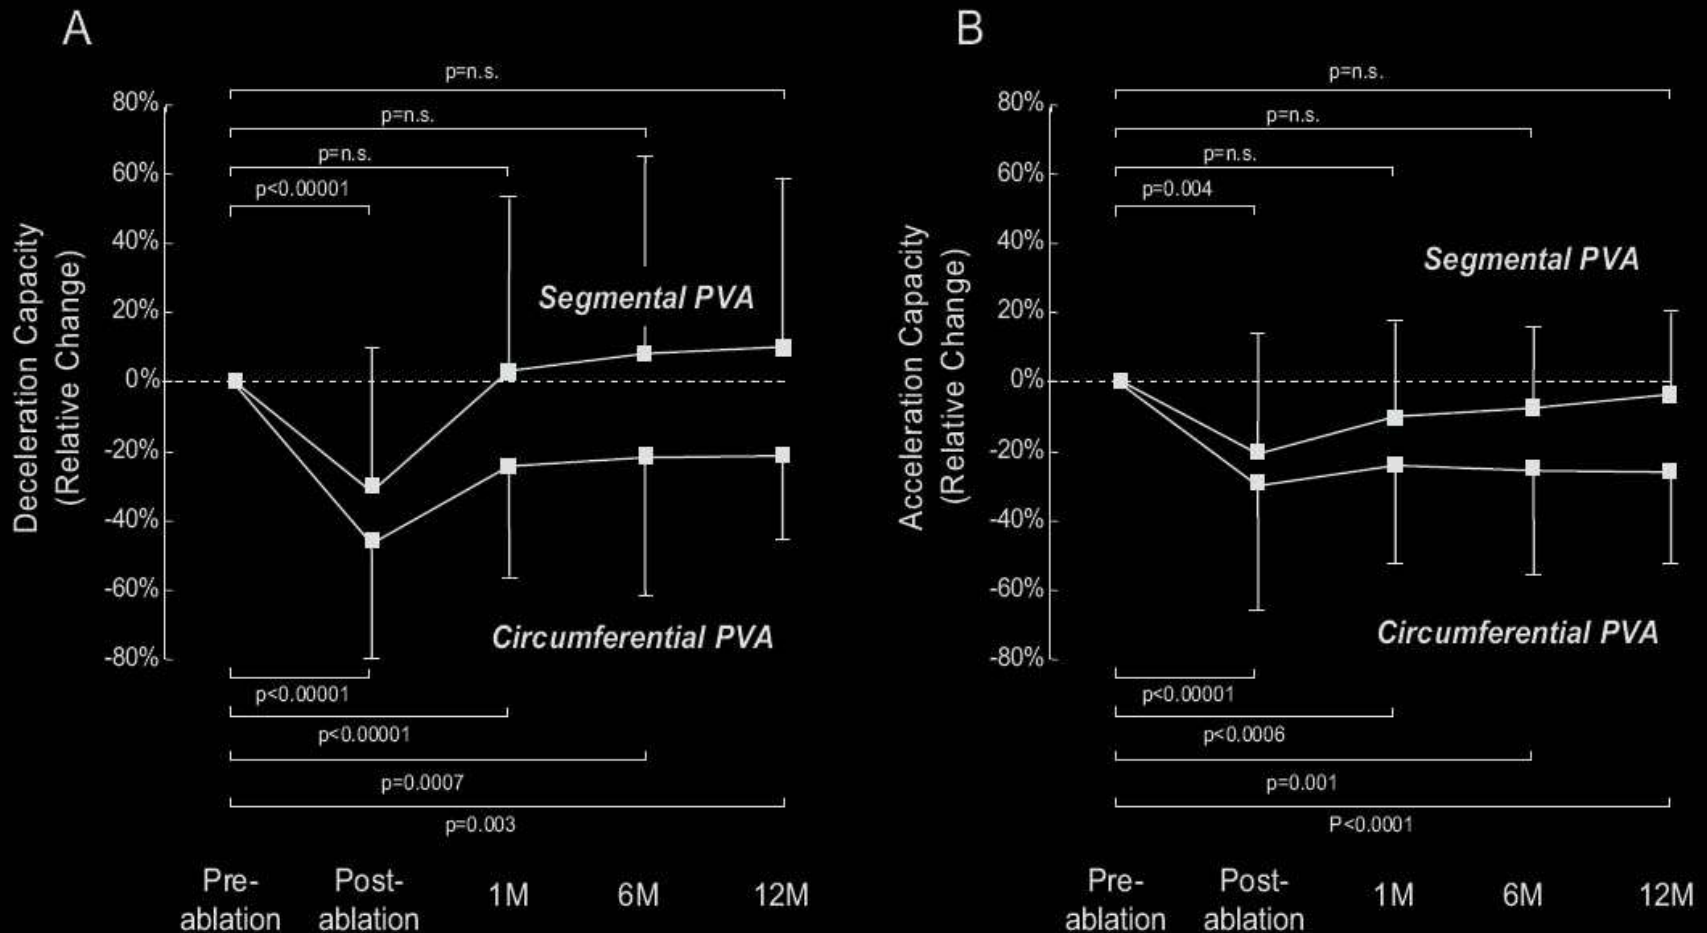 A
p=n.s.
p=n.s.
p=n.s.
p<0.00001
80%
60%
40%
20%
0%
-20%
-40%
-60%
-80%
Deceleration Capacity
(Relative Change)
Segmental PVA
Circumferential PVA
p<0.00001
p<0.00001
p=0.0007
p=0.003
Pre-
ablation
Post-
ablation
1M
6M
12M
B
p=n.s.
p=n.s.
p=n.s.
p=0.004
80%
60%
40%
20%
0%
-20%
-40%
-60%
-80%
Acceleration Capacity
(Relative Change)
Segmental PVA
Circumferential PVA
p<0.00001
p<0.0006
p=0.001
P<0.0001
Pre-
ablation
Post-
ablation
1M
6M
12M